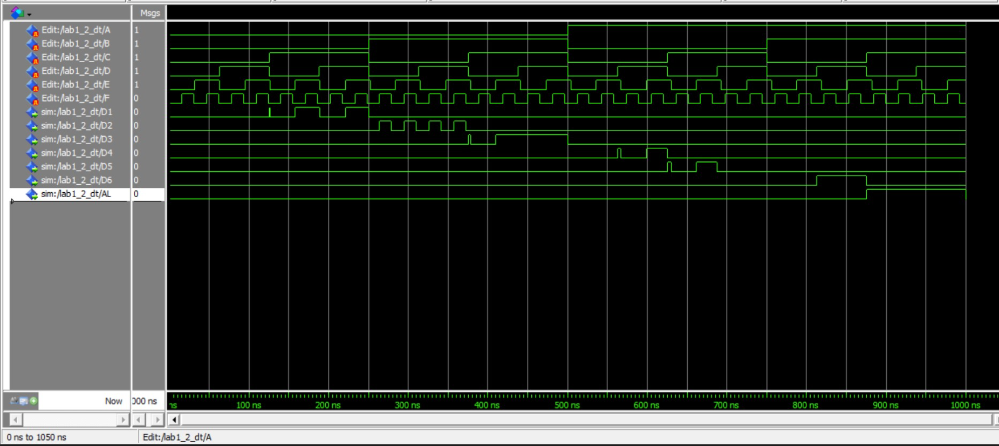 Msgs
Edit:/lab1_2_dt/A 1
Edit:/lab1_2_dt/B 1
Edit:/lab1_2_dt/C 1
Edit:/lab1_2_dt/D 1
Edit:/lab1_2_dt/E 1
Edit:/lab1_2_dt/F 0
sim:/lab1_2_dt/D1 0
sim:/lab1_2_dt/D2 0
sim:/lab1_2_dt/D3 0
sim:/lab1_2_dt/D4 0
sim:/lab1_2_dt/D5 0
sim:/lab1_2_dt/D6 0
sim:/lab1_2_dt/AL 0
Now 000 ns ns 100 ns 200 ns 300 ns 400 ns 500 ns 600 ns 700 ns 800 ns 900 ns 1000 ns
0 ns to 1050 ns Edit:/lab1_2_dt/A